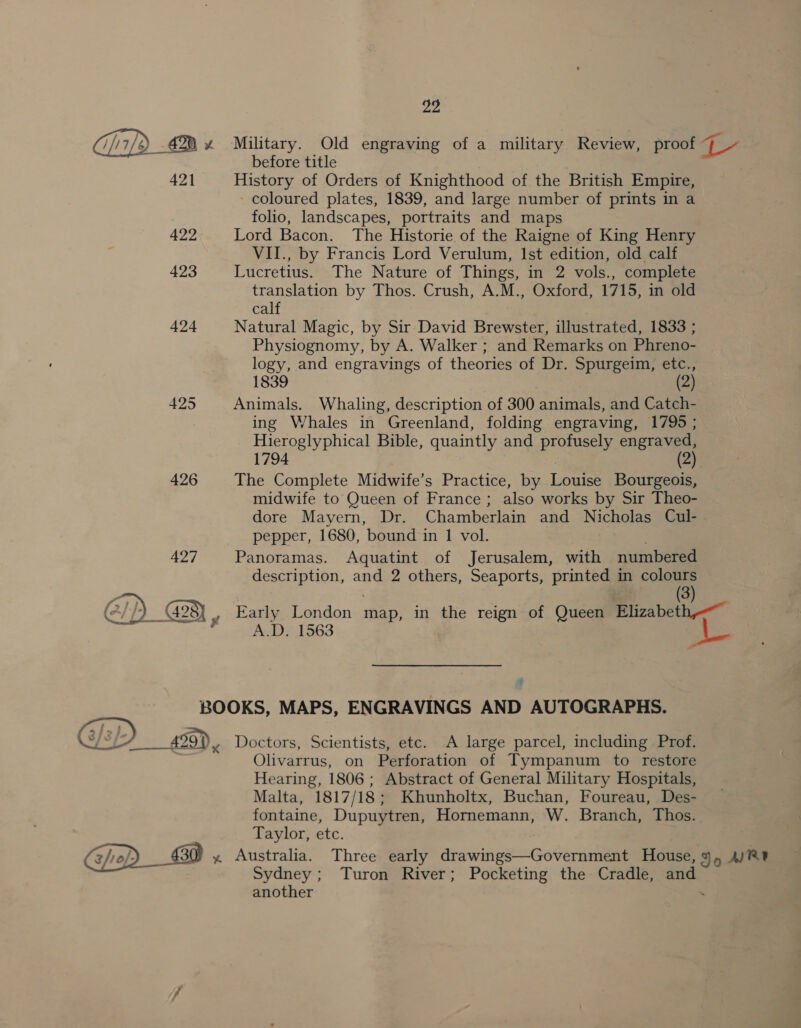 22
(1/17/6) 420 x Military. Old engraving of a military Review, proof
before title
421 History of Orders of Knighthood of the British Empire,
coloured plates, 1839, and large number of prints in a
folio, landscapes, portraits and maps
422 Lord Bacon. The Historie of the Raigne of King Henry
VII., by Francis Lord Verulum, 1st edition, old calf
423 Lucretius. The Nature of Things, in 2 vols., complete
translation by Thos. Crush, A.M., Oxford, 1715, in old
calf
424 Natural Magic, by Sir David Brewster, illustrated, 1833 ;
Physiognomy, by A. Walker ; and Remarks on Phreno-
logy, and engravings of theories of Dr. Spurgeim, etc.,
1839 (2)
425 Animals. Whaling, description of 300 animals, and Catch-
ing Whales in Greenland, folding engraving, 1795 ;
Hieroglyphical Bible, quaintly and profusely engraved,
1794 (2)
426 The Complete Midwife's Practice, by Louise Bourgeois,
midwife to Queen of France ; also works by Sir Theo-
dore Mayern, Dr. Chamberlain and Nicholas Cul-
pepper, 1680, bound in 1 vol.
427 Panoramas. Aquatint of Jerusalem, with numbered
description, and 2 others, Seaports, printed in colours
(3)
428 Early London map, in the reign of Queen Elizabeth,
A.D. 1563
BOOKS, MAPS, ENGRAVINGS AND AUTOGRAPHS.
(2/2/-) 429 x Doctors, Scientists, etc. A large parcel, including Prof.
Olivarrus, on Perforation of Tympanum to restore
Hearing, 1806 ; Abstract of General Military Hospitals,
Malta, 1817/18 ; Khunholtx, Buchan, Foureau, Des-
fontaine, Dupuytren, Hornemann, W. Branch, Thos.
Taylor, etc.
430 x Australia. Three early drawings—Government House,
Sydney ; Turon River ; Pocketing the Cradle, and
another